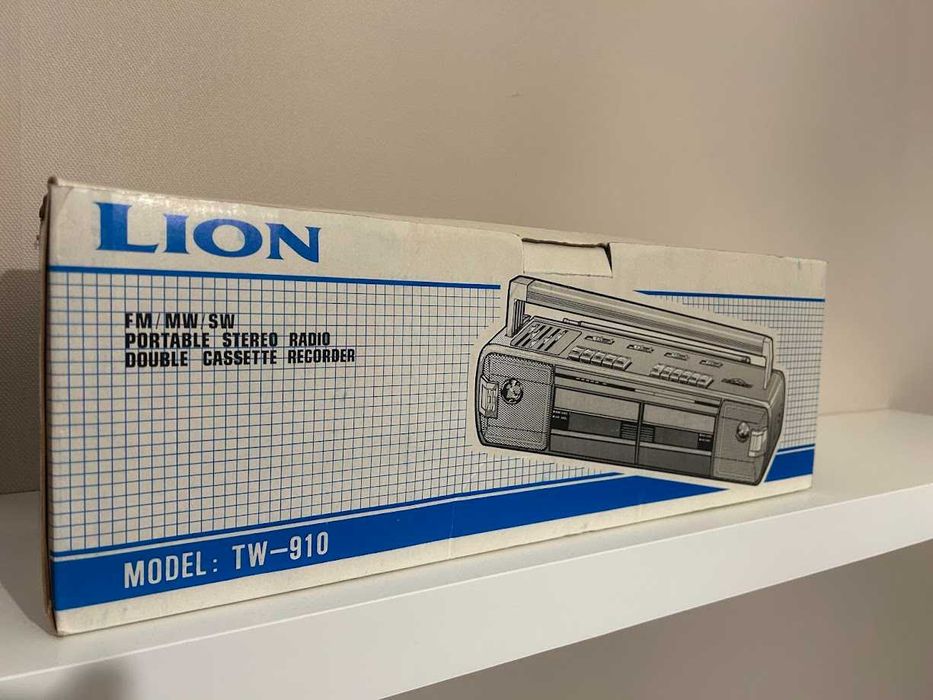 LION
FM/MW/SW
PORTABLE STEREO RADIO
DOUBLE CASSETTE RECORDER
MODEL: TW-910